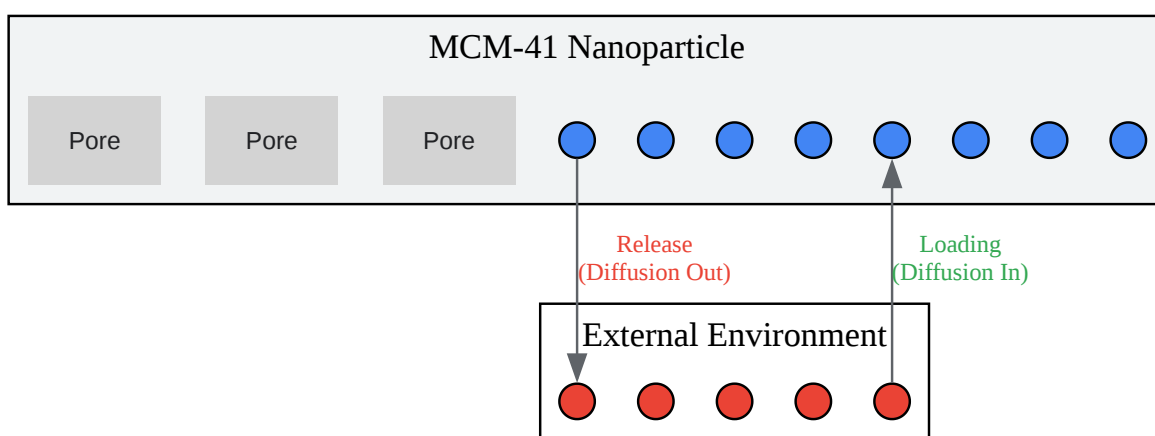 MCM-41 Nanoparticle
Pore
Pore
Pore
Release
(Diffusion Out)
Loading
(Diffusion In)
External Environment